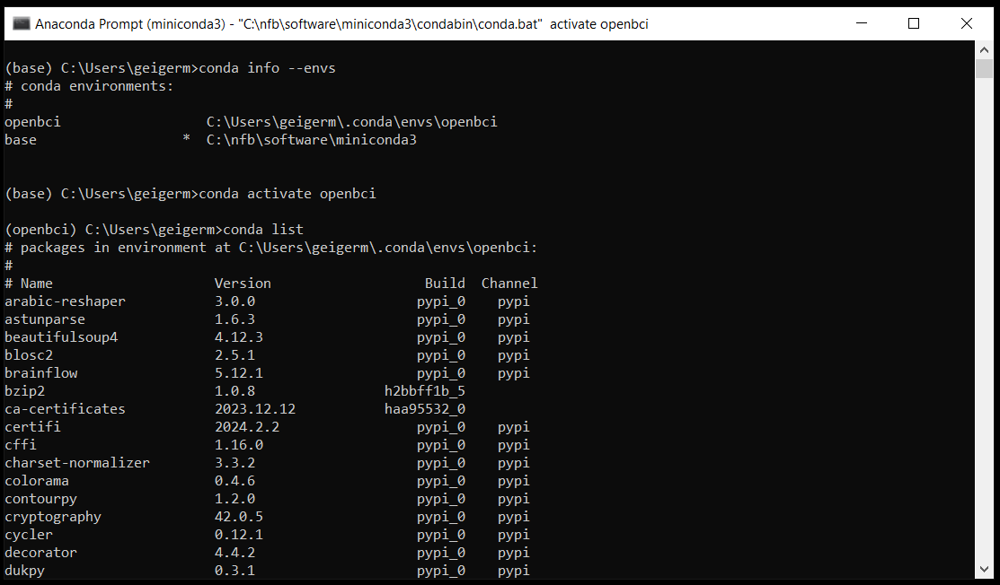 Anaconda Prompt (miniconda3) - "C:\nfb\software\miniconda3\condabin\conda.bat"  activate openbci
(base) C:\Users\geigerm>conda info --envs
# conda environments:
#
openbci                  C:\Users\geigerm\.conda\envs\openbci
base                  *  C:\nfb\software\miniconda3
(base) C:\Users\geigerm>conda activate openbci
(openbci) C:\Users\geigerm>conda list
# packages in environment at C:\Users\geigerm\.conda\envs\openbci:
#
# Name                    Version                   Build  Channel
arabic-reshaper           3.0.0                    pypi_0    pypi
astunparse                1.6.3                    pypi_0    pypi
beautifulsoup4            4.12.3                   pypi_0    pypi
blosc2                    2.5.1                    pypi_0    pypi
brainflow                 5.12.1                   pypi_0    pypi
bzip2                     1.0.8                h2bbff1b_5
ca-certificates           2023.12.12           haa95532_0
certifi                   2024.2.2                 pypi_0    pypi
cffi                      1.16.0                   pypi_0    pypi
charset-normalizer        3.3.2                    pypi_0    pypi
colorama                  0.4.6                    pypi_0    pypi
contourpy                 1.2.0                    pypi_0    pypi
cryptography              42.0.5                   pypi_0    pypi
cycler                    0.12.1                   pypi_0    pypi
decorator                 4.4.2                    pypi_0    pypi
dukpy                     0.3.1                    pypi_0    pypi